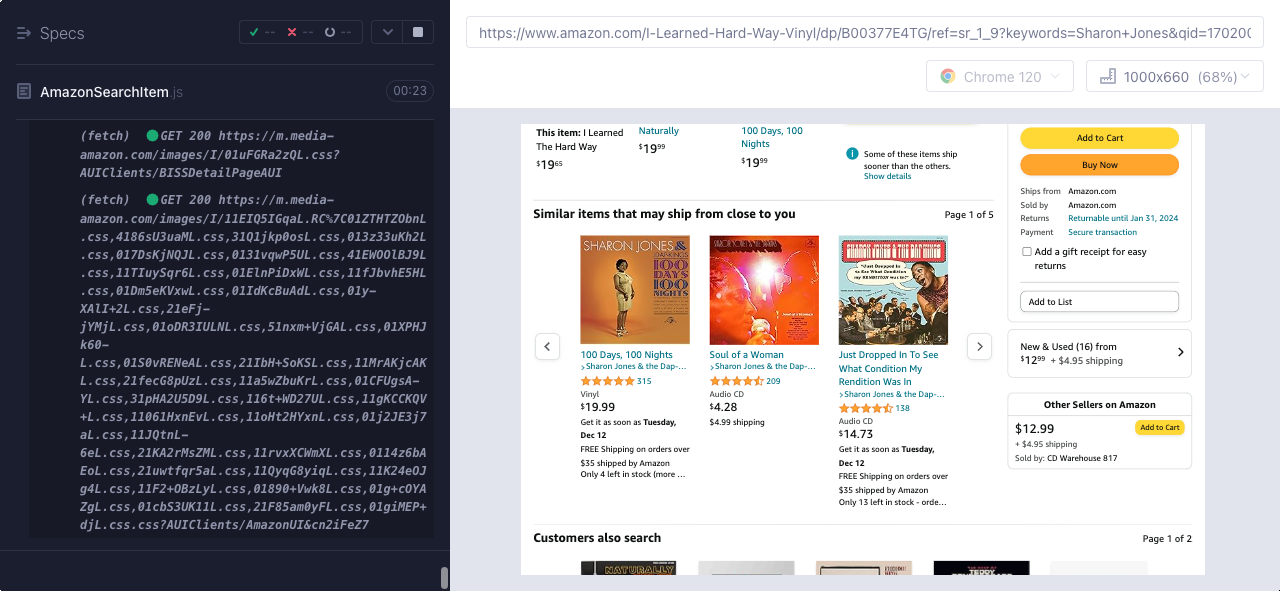 Specs
--
--
--
AmazonSearchItem.js
00:23
(fetch) GET 200 https://m.media-
amazon.com/images/I/01uFGRa2zQL.css?
AUIClients/BISSDetailPageAUI
(fetch) GET 200 https://m.media-
amazon.com/images/I/11EIQ5IGqaL.RC%7C01ZTHTZObnL
.css,4186sU3uaML.css,31Q1jkp0osL.css,013z33uKh2L
.css,017DsKjNQJL.css,0131vqwP5UL.css,41EWOOlBJ9L
.css,11TIuySqr6L.css,01ElnPiDxWL.css,11fJbvhE5HL
.css,01Dm5eKVxwL.css,01IdKcBuAdL.css,01y-
XAlI+2L.css,21eFj-
jYMjL.css,01oDR3IULNL.css,51nxm+VjGAL.css,01XPHJ
k60-
L.css,01S0vRENeAL.css,21IbH+SoKSL.css,11MrAKjcAK
L.css,21fecG8pUzL.css,11a5wZbuKrL.css,01CFUgsA-
YL.css,31pHA2U5D9L.css,116t+WD27UL.css,11gKCCKQV
+L.css,11061HxnEvL.css,11oHt2HYxnL.css,01j2JE3j7
aL.css,11JQtnL-
6eL.css,21KA2rMsZML.css,11rvxXCWmXL.css,0114z6bA
EoL.css,21uwtfqr5aL.css,11QyqG8yiqL.css,11K24eOJ
g4L.css,11F2+OBzLyL.css,01890+Vwk8L.css,01g+cOYA
ZgL.css,01cbS3UK11L.css,21F85am0yFL.css,01giMEP+
djL.css.css?AUIClients/AmazonUI&cn2iFeZ7
https://www.amazon.com/I-Learned-Hard-Way-Vinyl/dp/B00377E4TG/ref=sr_1_9?keywords=Sharon+Jones&qid=17020
Chrome 120
1000x660 (68%)
This item: I Learned
The Hard Way
$19.65
Naturally
$19.99
100 Days, 100
Nights
$19.99
Some of these items ship
sooner than the others.
Show details
Similar items that may ship from close to you
Page 1 of 5
SHARON JONES &
100
DAYS
100
NIGHTS
SHARON JONES & THE DAP-KINGS
"Just Dropped In
to See What Condition
my RENDITION Was In"
100 Days, 100 Nights
›Sharon Jones & the Dap-...
315
Vinyl
$19.99
Get it as soon as Tuesday,
Dec 12
FREE Shipping on orders over
$35 shipped by Amazon
Only 4 left in stock (more ...
Soul of a Woman
›Sharon Jones & the Dap-...
209
Audio CD
$4.28
$4.99 shipping
Just Dropped In To See
What Condition My
Rendition Was In
›Sharon Jones & the Dap-...
138
Audio CD
$14.73
Get it as soon as Tuesday,
Dec 12
FREE Shipping on orders over
$35 shipped by Amazon
Only 13 left in stock - orde...
Customers also search
Page 1 of 2
NATURALLY
TEDDY
Add to Cart
Buy Now
Ships from Amazon.com
Sold by Amazon.com
Returns Returnable until Jan 31, 2024
Payment Secure transaction
Add a gift receipt for easy
returns
Add to List
New & Used (16) from
$12.99 + $4.95 shipping
Other Sellers on Amazon
$12.99
Add to Cart
+ $4.95 shipping
Sold by: CD Warehouse 817